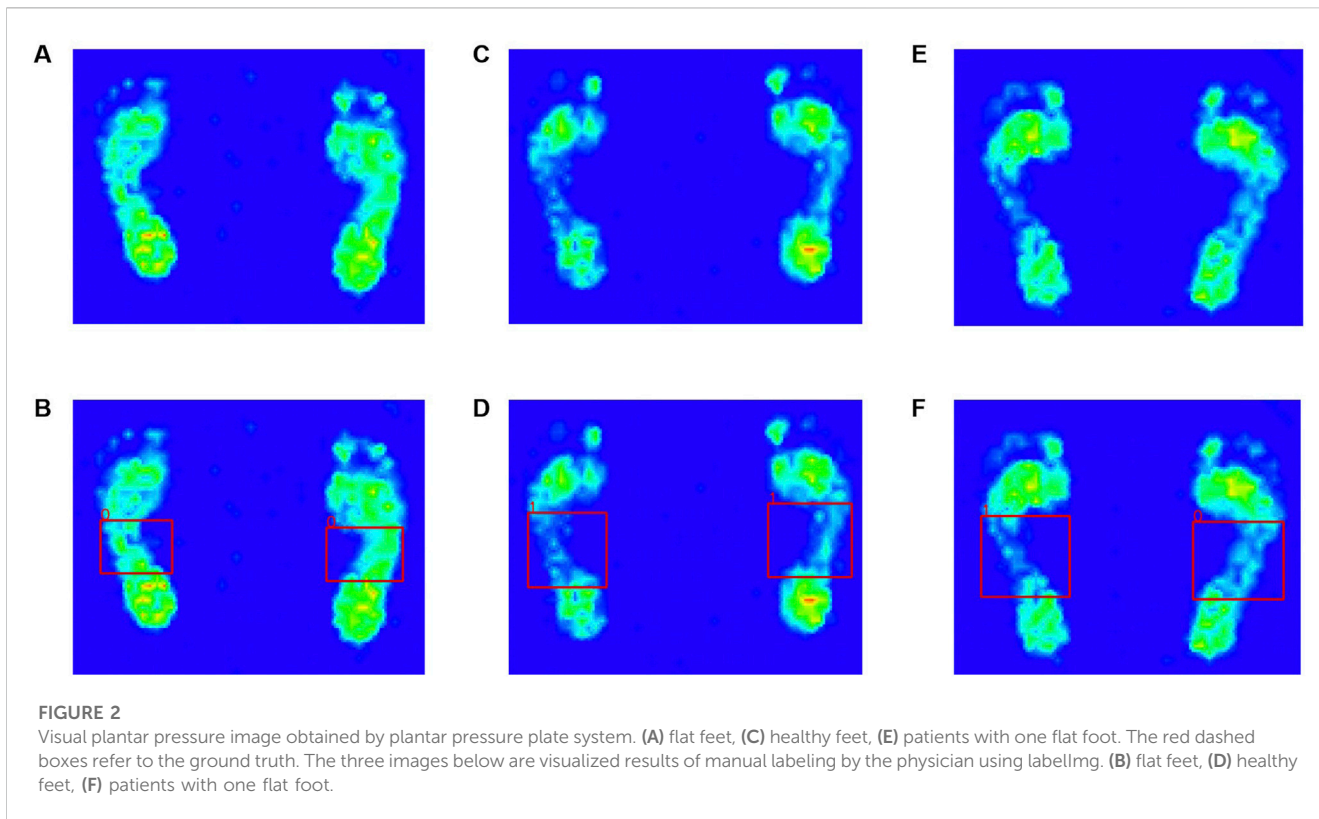 A
C
E
B
D
F
0
0
1
1
1
0
FIGURE 2
Visual plantar pressure image obtained by plantar pressure plate system. (A) flat feet, (C) healthy feet, (E) patients with one flat foot. The red dashed
boxes refer to the ground truth. The three images below are visualized results of manual labeling by the physician using labelImg. (B) flat feet, (D) healthy
feet, (F) patients with one flat foot.